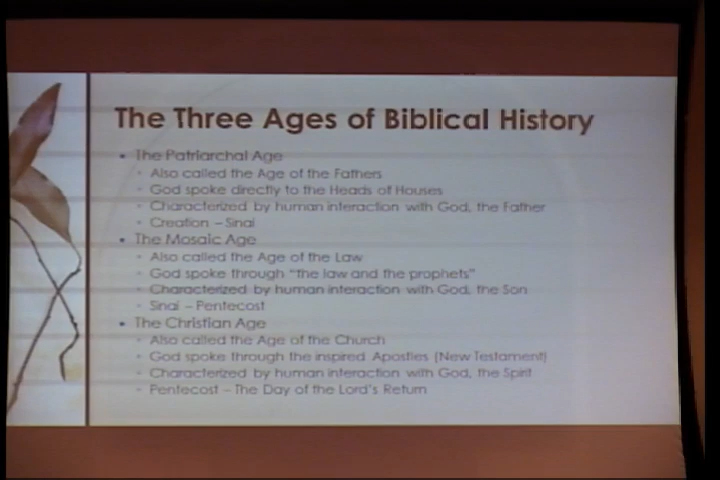 The Three Ages of Biblical History
• The Patriarchal Age
◦ Also called the Age of the Fathers
◦ God spoke directly to the Heads of Houses
◦ Characterized by human interaction with God, the Father
◦ Creation – Sinai
• The Mosaic Age
◦ Also called the Age of the Law
◦ God spoke through “the law and the prophets”
◦ Characterized by human interaction with God, the Son
◦ Sinai – Pentecost
• The Christian Age
◦ Also called the Age of the Church
◦ God spoke through the inspired Apostles (New Testament)
◦ Characterized by human interaction with God, the Spirit
◦ Pentecost – The Day of the Lord’s Return